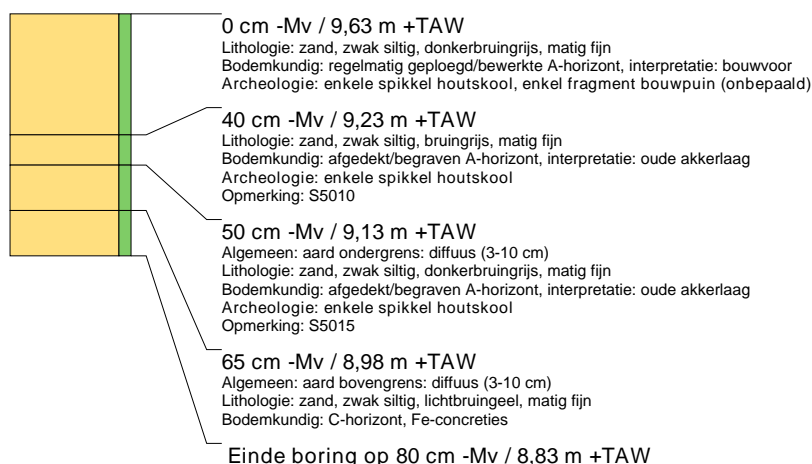 0 cm -Mv / 9,63 m +TAW
Lithologie: zand, zwak siltig, donkerbruingrijs, matig fijn
Bodemkundig: regelmatig geploegd/bewerkte A-horizont, interpretatie: bouwvoor
Archeologie: enkele spikkel houtskool, enkel fragment bouwpuin (onbepaald)
40 cm -Mv / 9,23 m +TAW
Lithologie: zand, zwak siltig, bruingrijs, matig fijn
Bodemkundig: afgedekt/begraven A-horizont, interpretatie: oude akkerlaag
Archeologie: enkele spikkel houtskool
Opmerking: S5010
50 cm -Mv / 9,13 m +TAW
Algemeen: aard ondergrens: diffuus (3-10 cm)
Lithologie: zand, zwak siltig, donkerbruingrijs, matig fijn
Bodemkundig: afgedekt/begraven A-horizont, interpretatie: oude akkerlaag
Archeologie: enkele spikkel houtskool
Opmerking: S5015
65 cm -Mv / 8,98 m +TAW
Algemeen: aard bovengrens: diffuus (3-10 cm)
Lithologie: zand, zwak siltig, lichtbruingeel, matig fijn
Bodemkundig: C-horizont, Fe-concreties
Einde boring op 80 cm -Mv / 8,83 m +TAW